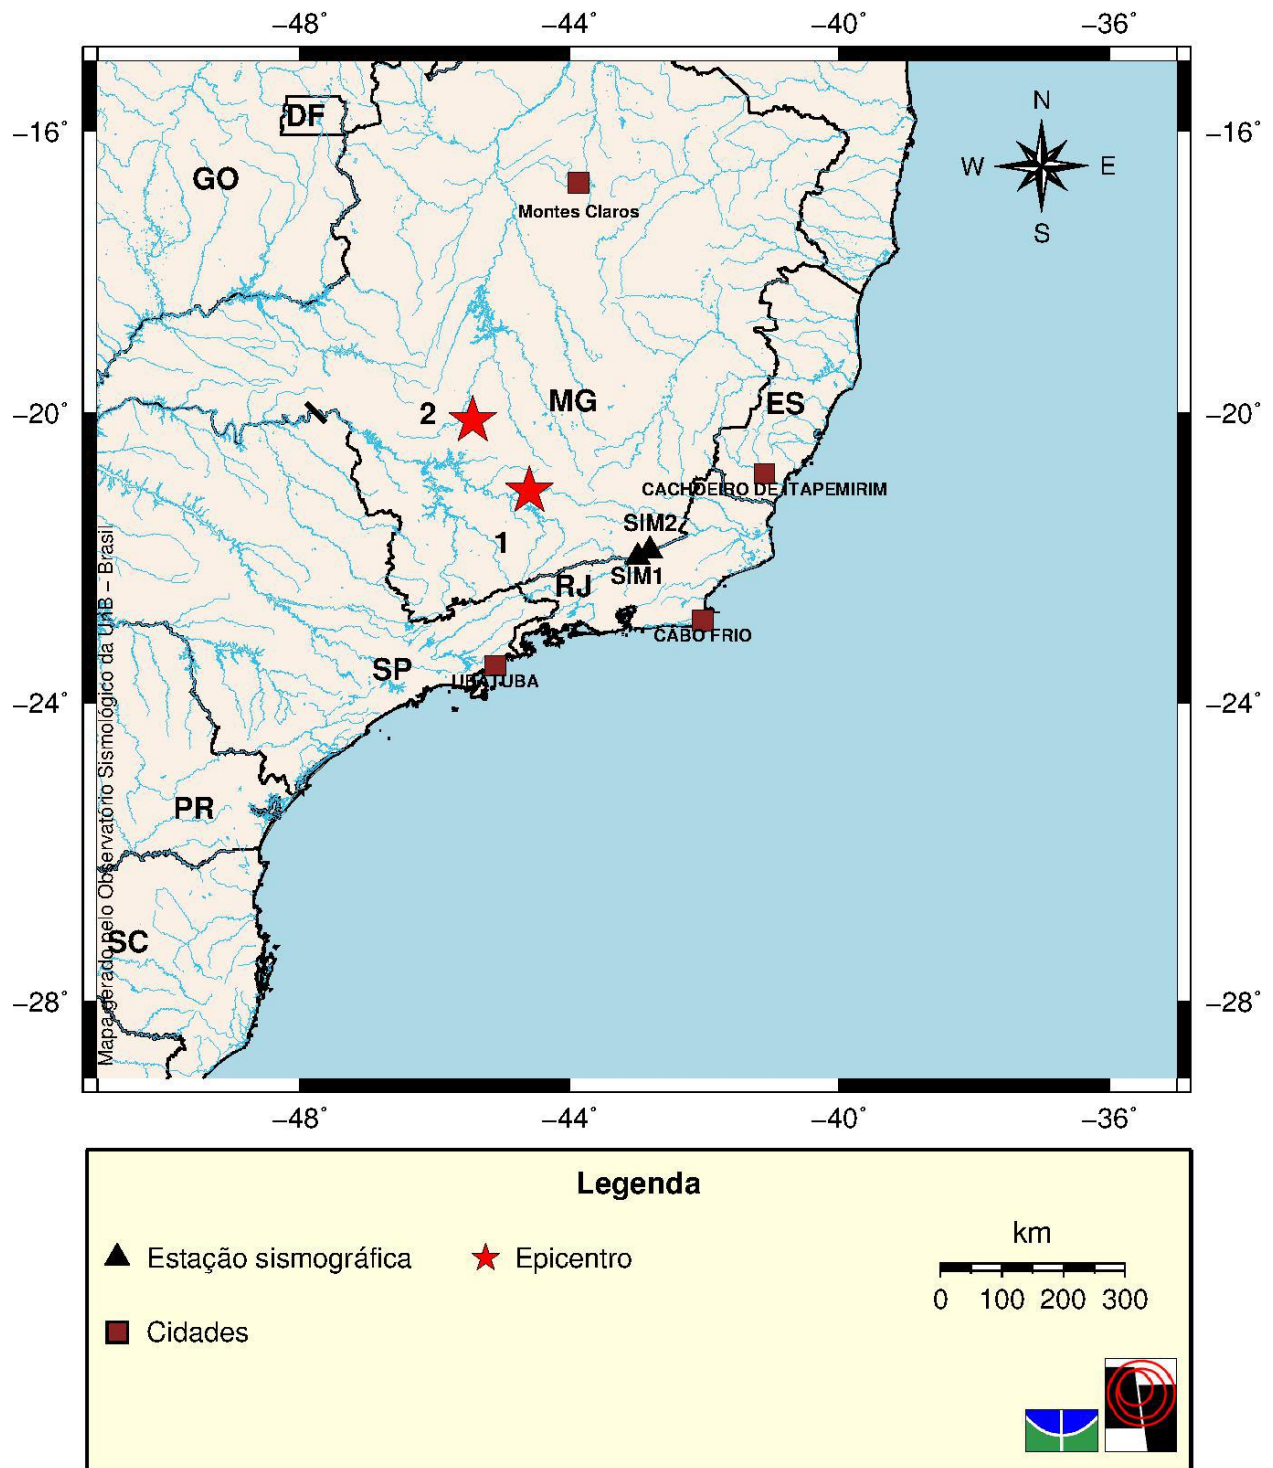 −48° −44° −40° −36°
N
−16° DF W E −16°
GO
Montes Claros
S
2 MG ES
−20° −20°
CACHOEIRO DE ITAPEMIRIM
SIM2
1
SIM1
RJ
CABO FRIO
SP
UBATUBA
−24° −24°
PR
SC
−28° −28°
Mapa gerado pelo Observatório Sismológico da UnB − Brasil
−48° −44° −40° −36°
Legenda
km
Estação sismográfica Epicentro
0 100 200 300
Cidades